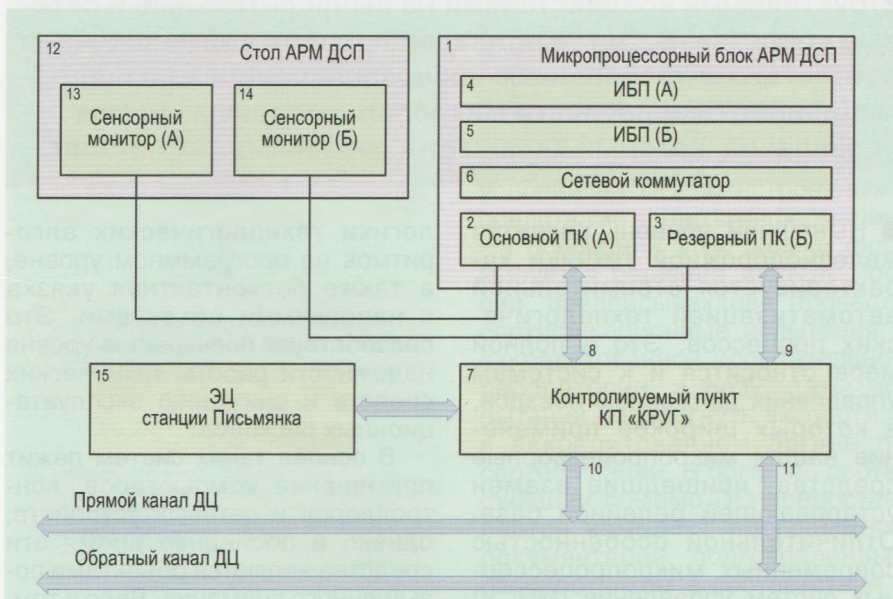 12
Стол АРМ ДСП
13
Сенсорный
монитор (А)
14
Сенсорный
монитор (Б)
1
Микропроцессорный блок АРМ ДСП
4
ИБП (А)
5
ИБП (Б)
6
Сетевой коммутатор
2
Основной ПК (А)
3
Резервный ПК (Б)
8
9
15
ЭЦ
станции Письмянка
7
Контролируемый пункт
КП «КРУГ»
10
11
Прямой канал ДЦ
Обратный канал ДЦ